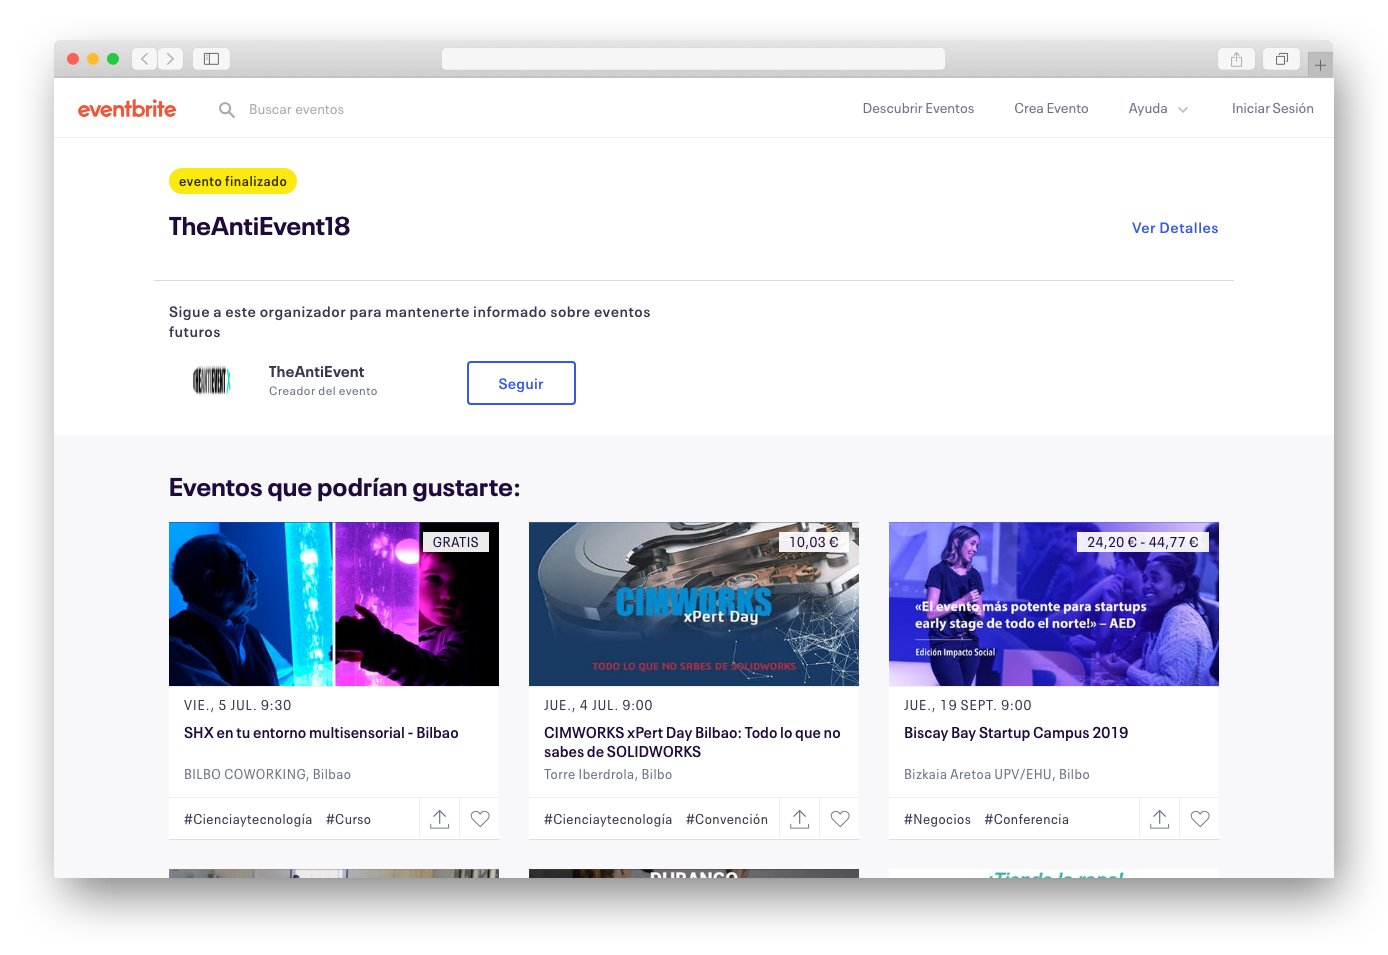 eventbrite
Buscar eventos
Descubrir Eventos
Crea Evento
Ayuda
Iniciar Sesión
evento finalizado
TheAntiEvent18
Ver Detalles
Sigue a este organizador para mantenerte informado sobre eventos
futuros
TheAntiEvent
Creador del evento
Seguir
Eventos que podrían gustarte:
GRATIS
VIE., 5 JUL. 9:30
SHX en tu entorno multisensorial - Bilbao
BILBO COWORKING, Bilbao
#Cienciaytecnología #Curso
10,03 €
CIMWORKS
xPert Day
TODO LO QUE NO SABES DE SOLIDWORKS
JUE., 4 JUL. 9:00
CIMWORKS xPert Day Bilbao: Todo lo que no
sabes de SOLIDWORKS
Torre Iberdrola, Bilbo
#Cienciaytecnología #Convención
24,20 € - 44,77 €
«El evento más potente para startups
early stage de todo el norte!» – AED
Edición Impacto Social
JUE., 19 SEPT. 9:00
Biscay Bay Startup Campus 2019
Bizkaia Aretoa UPV/EHU, Bilbo
#Negocios #Conferencia
DURANGO
¡Tiende la ropa!